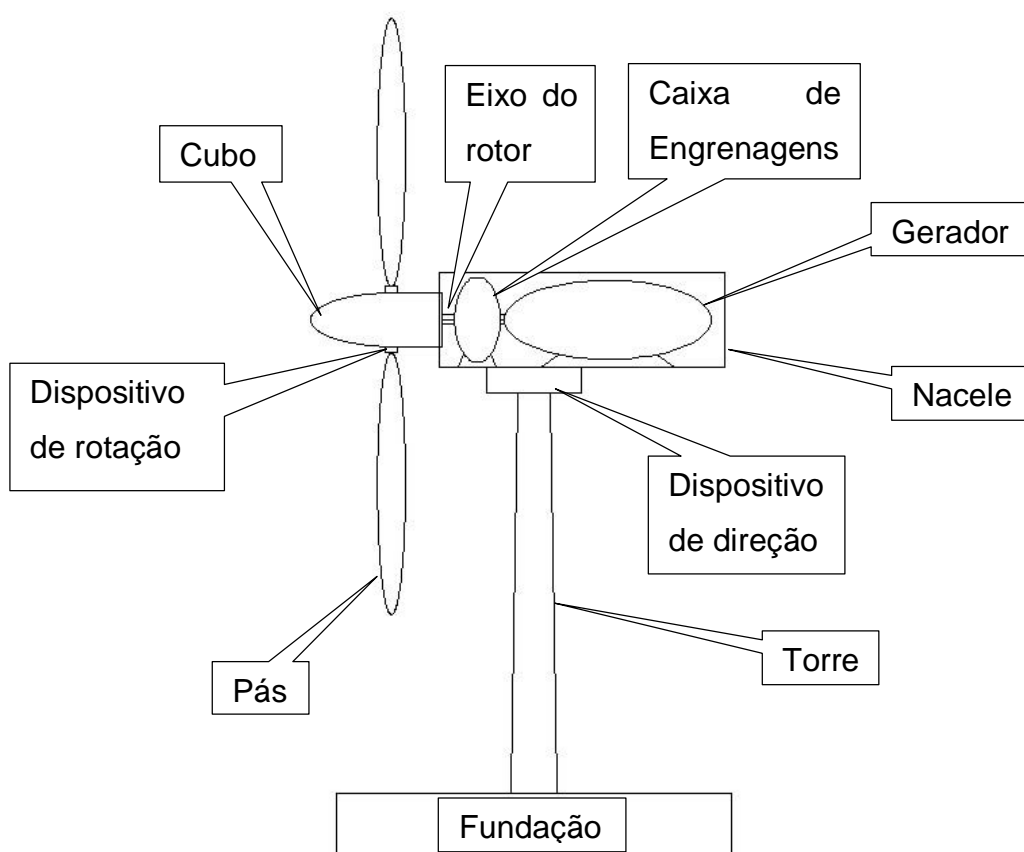 Eixo do
rotor
Caixa de
Engrenagens
Cubo
Gerador
Dispositivo
de rotação
Nacele
Dispositivo
de direção
Pás
Torre
Fundação